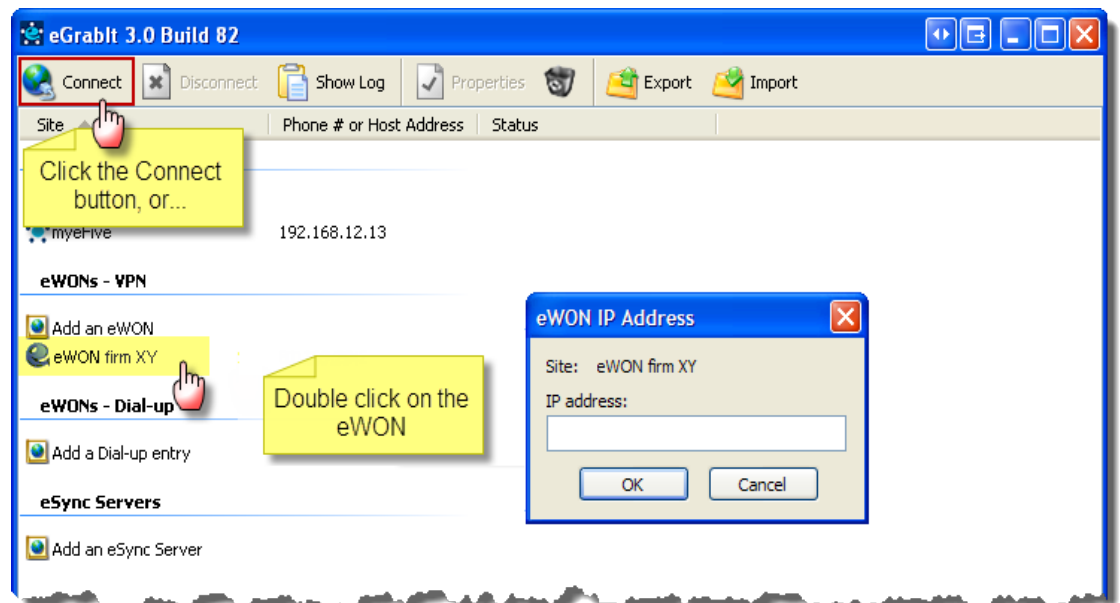 eGrabIt 3.0 Build 82
Connect Disconnect Show Log Properties Export Import
Site Phone # or Host Address Status
Click the Connect
button, or...
myeFive 192.168.12.13
eWONs - VPN
Add an eWON
eWON firm XY
eWONs - Dial-up
Double click on the
eWON
Add a Dial-up entry
eSync Servers
Add an eSync Server
eWON IP Address
Site: eWON firm XY
IP address:
OK Cancel